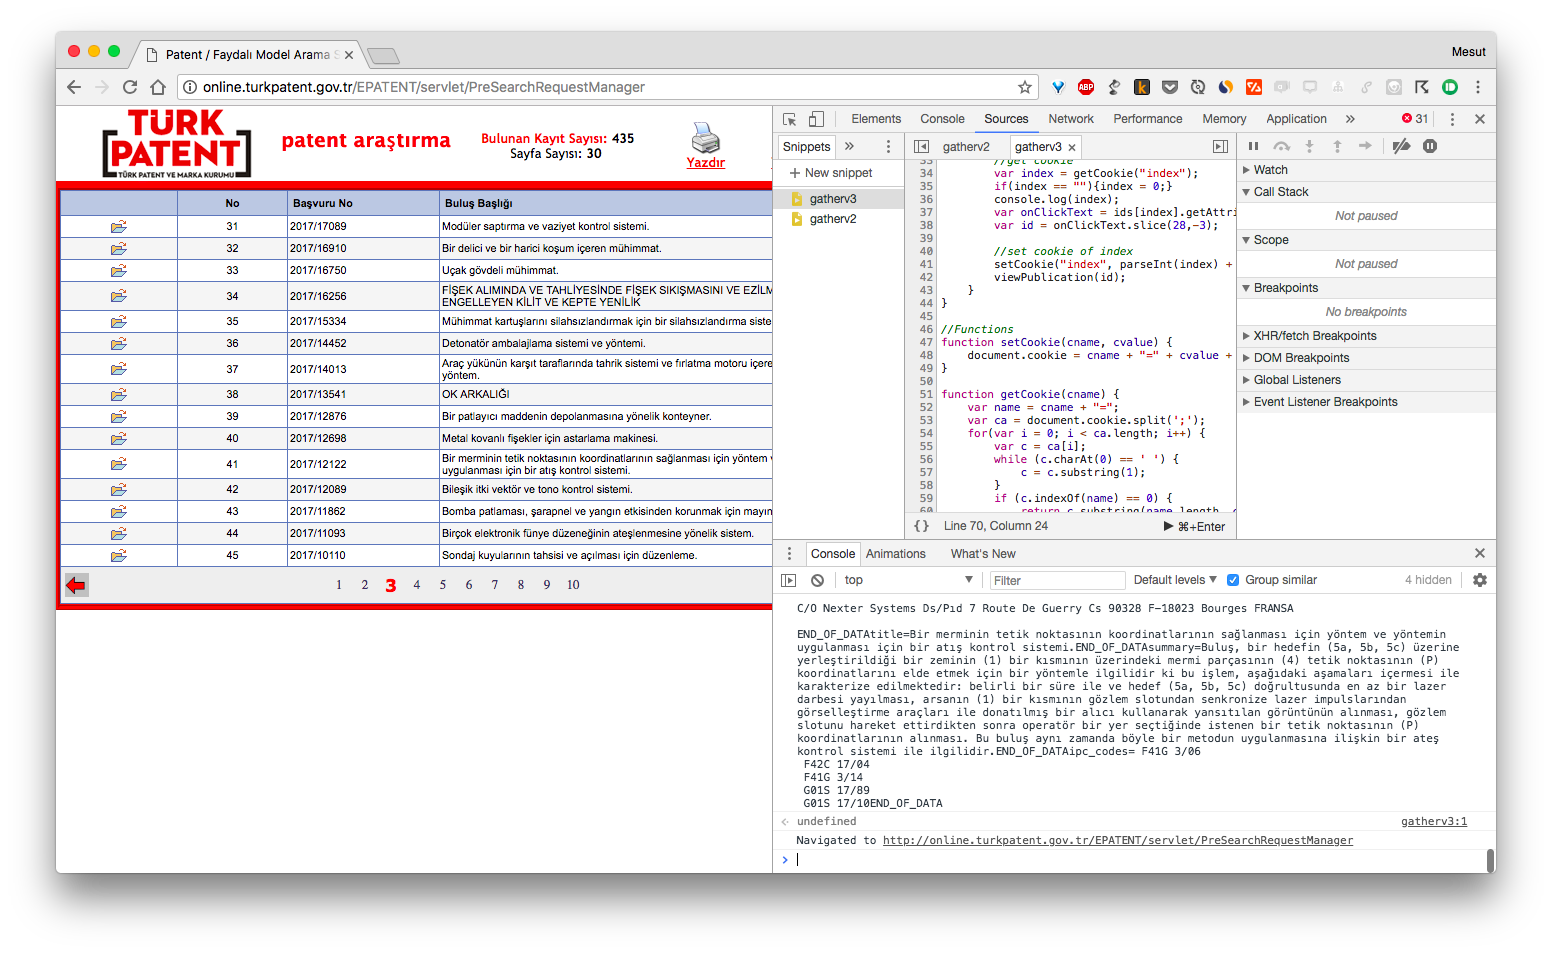 Patent / Faydalı Model Arama S
Mesut
online.turkpatent.gov.tr/EPATENT/servlet/PreSearchRequestManager
TÜRK
PATENT
TÜRK PATENT VE MARKA KURUMU
patent araştırma
Bulunan Kayıt Sayısı: 435
Sayfa Sayısı: 30
Yazdır
No Başvuru No Buluş Başlığı
31 2017/17089 Modüler saptırma ve vaziyet kontrol sistemi.
32 2017/16910 Bir delici ve bir harici koşum içeren mühimmat.
33 2017/16750 Uçak gövdeli mühimmat.
34 2017/16256 FİŞEK ALIMINDA VE TAHLİYESİNDE FİŞEK SIKIŞMASINI VE EZİLM
ENGELLEYEN KİLİT VE KEPTE YENİLİK
35 2017/15334 Mühimmat kartuşlarını silahsızlandırmak için bir silahsızlandırma siste
36 2017/14452 Detonatör ambalajlama sistemi ve yöntemi.
37 2017/14013 Araç yükünün karşıt taraflarında tahrik sistemi ve fırlatma motoru içere
yöntem.
38 2017/13541 OK ARKALIĞI
39 2017/12876 Bir patlayıcı maddenin depolanmasına yönelik konteyner.
40 2017/12698 Metal kovanlı fişekler için astarlama makinesi.
41 2017/12122 Bir merminin tetik noktasının koordinatlarının sağlanması için yöntem v
uygulanması için bir atış kontrol sistemi.
42 2017/12089 Bileşik itki vektör ve tono kontrol sistemi.
43 2017/11862 Bomba patlaması, şarapnel ve yangın etkisinden korunmak için mayın
44 2017/11093 Birçok elektronik fünye düzeneğinin ateşlenmesine yönelik sistem.
45 2017/10110 Sondaj kuyularının tahsisi ve açılması için düzenleme.
1 2 3 4 5 6 7 8 9 10
Elements Console Sources Network Performance Memory Application » 31
Snippets »
+ New snippet
gatherv3
gatherv2
gatherv2 gatherv3
33 //get cookie
34 var index = getCookie("index");
35 if(index == ""){index = 0;}
36 console.log(index);
37 var onClickText = ids[index].getAttri
38 var id = onClickText.slice(28,-3);
39
40 //set cookie of index
41 setCookie("index", parseInt(index) +
42 viewPublication(id);
43 }
44 }
45
46 //Functions
47 function setCookie(cname, cvalue) {
48 document.cookie = cname + "=" + cvalue +
49 }
50
51 function getCookie(cname) {
52 var name = cname + "=";
53 var ca = document.cookie.split(';');
54 for(var i = 0; i < ca.length; i++) {
55 var c = ca[i];
56 while (c.charAt(0) == ' ') {
57 c = c.substring(1);
58 }
59 if (c.indexOf(name) == 0) {
60 return c.substring(name.length
{} Line 70, Column 24 ⌘+Enter
Watch
Call Stack
Not paused
Scope
Not paused
Breakpoints
No breakpoints
XHR/fetch Breakpoints
DOM Breakpoints
Global Listeners
Event Listener Breakpoints
Console Animations What's New
top Filter Default levels Group similar 4 hidden
C/O Nexter Systems Ds/Pıd 7 Route De Guerry Cs 90328 F-18023 Bourges FRANSA
END_OF_DATAtitle=Bir merminin tetik noktasının koordinatlarının sağlanması için yöntem ve yöntemin
uygulanması için bir atış kontrol sistemi.END_OF_DATAsummary=Buluş, bir hedefin (5a, 5b, 5c) üzerine
yerleştirildiği bir zeminin (1) bir kısmının üzerindeki mermi parçasının (4) tetik noktasının (P)
koordinatlarını elde etmek için bir yöntemle ilgilidir ki bu işlem, aşağıdaki aşamaları içermesi ile
karakterize edilmektedir: belirli bir süre ile ve hedef (5a, 5b, 5c) doğrultusunda en az bir lazer
darbesi yayılması, arsanın (1) bir kısmının gözlem slotundan senkronize lazer impulslarından
görselleştirme araçları ile donatılmış bir alıcı kullanarak yansıtılan görüntünün alınması, gözlem
slotunu hareket ettirdikten sonra operatör bir yer seçtiğinde istenen bir tetik noktasının (P)
koordinatlarının alınması. Bu buluş aynı zamanda böyle bir metodun uygulanmasına ilişkin bir ateş
kontrol sistemi ile ilgilidir.END_OF_DATAipc_codes= F41G 3/06
F42C 17/04
F41G 3/14
G01S 17/89
G01S 17/10END_OF_DATA
undefined gatherv3:1
Navigated to http://online.turkpatent.gov.tr/EPATENT/servlet/PreSearchRequestManager